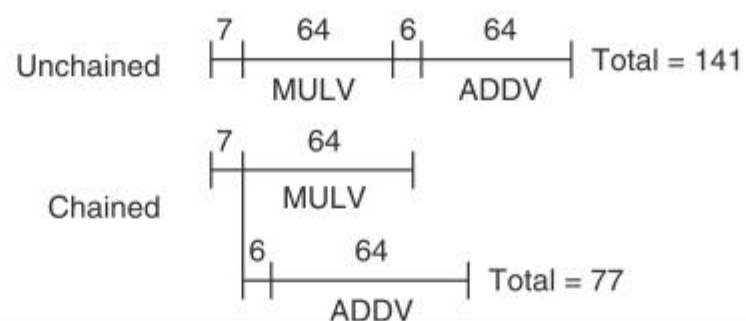 7 64 6 64
Unchained Total = 141
MULV ADDV
7 64
MULV
Chained
6 64
Total = 77
ADDV